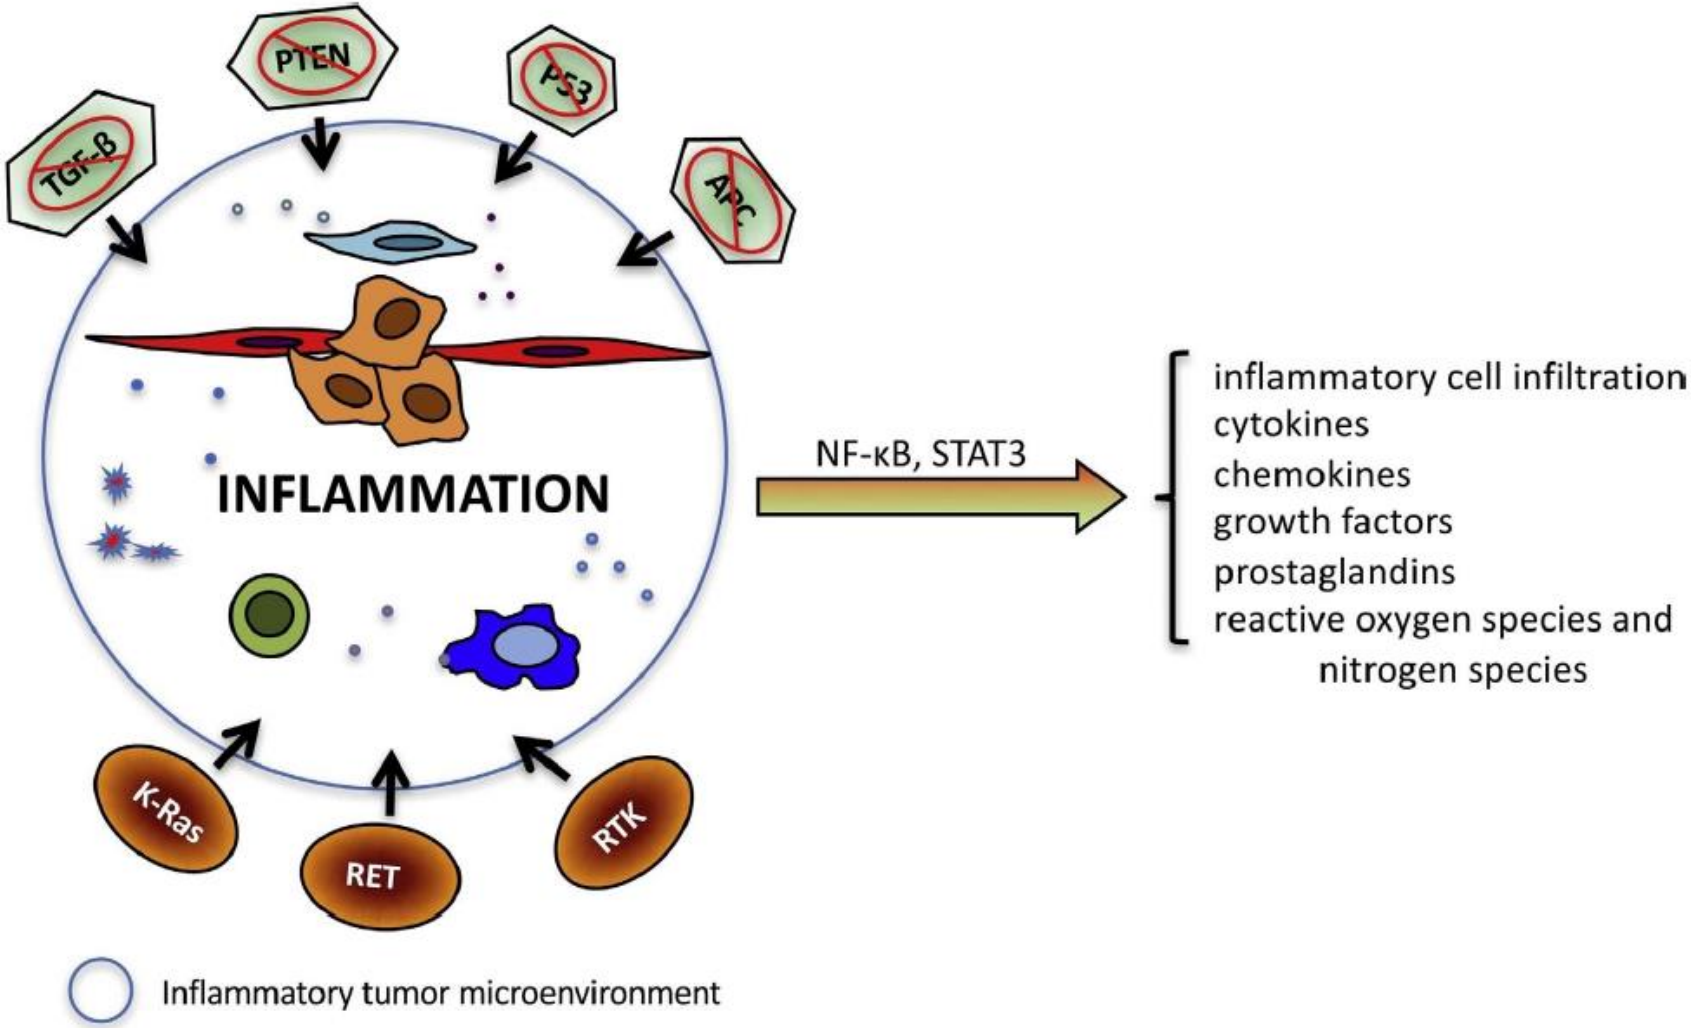 PTEN
P53
TGF-β
APC
INFLAMMATION
NF-κB, STAT3
inflammatory cell infiltration
cytokines
chemokines
growth factors
prostaglandins
reactive oxygen species and
nitrogen species
K-Ras
RET
RTK
Inflammatory tumor microenvironment